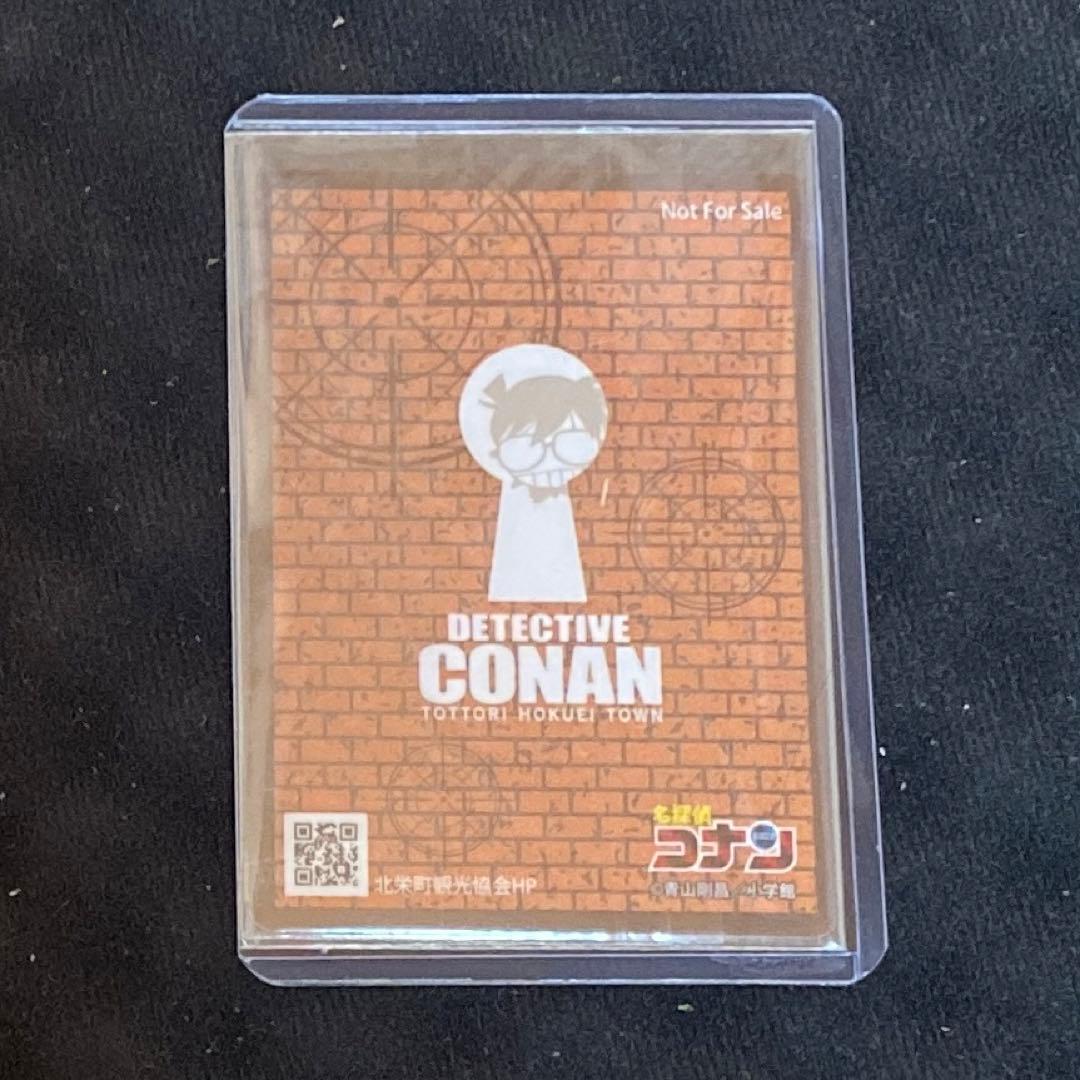 Not For Sale
DETECTIVE
CONAN
TOTTORI HOKUEI TOWN
名探偵
コナン
北栄町観光協会HP
©青山剛昌/小学館